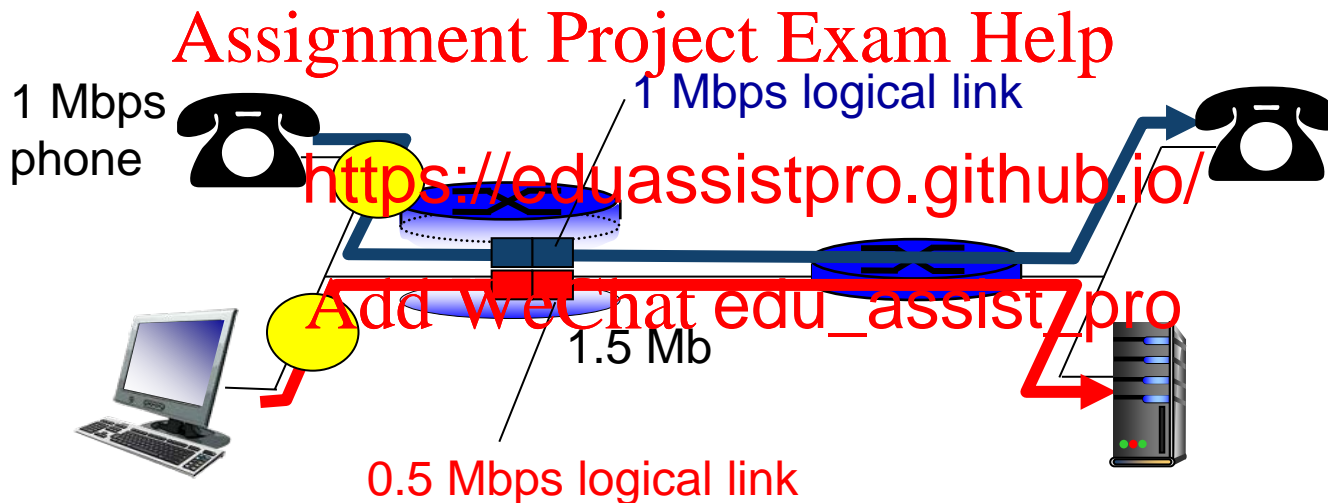 Assignment Project Exam Help
1 Mbps
phone
1 Mbps logical link
https://eduassistpro.github.io/
Add WeChat edu_assist_pro
1.5 Mb
0.5 Mbps logical link